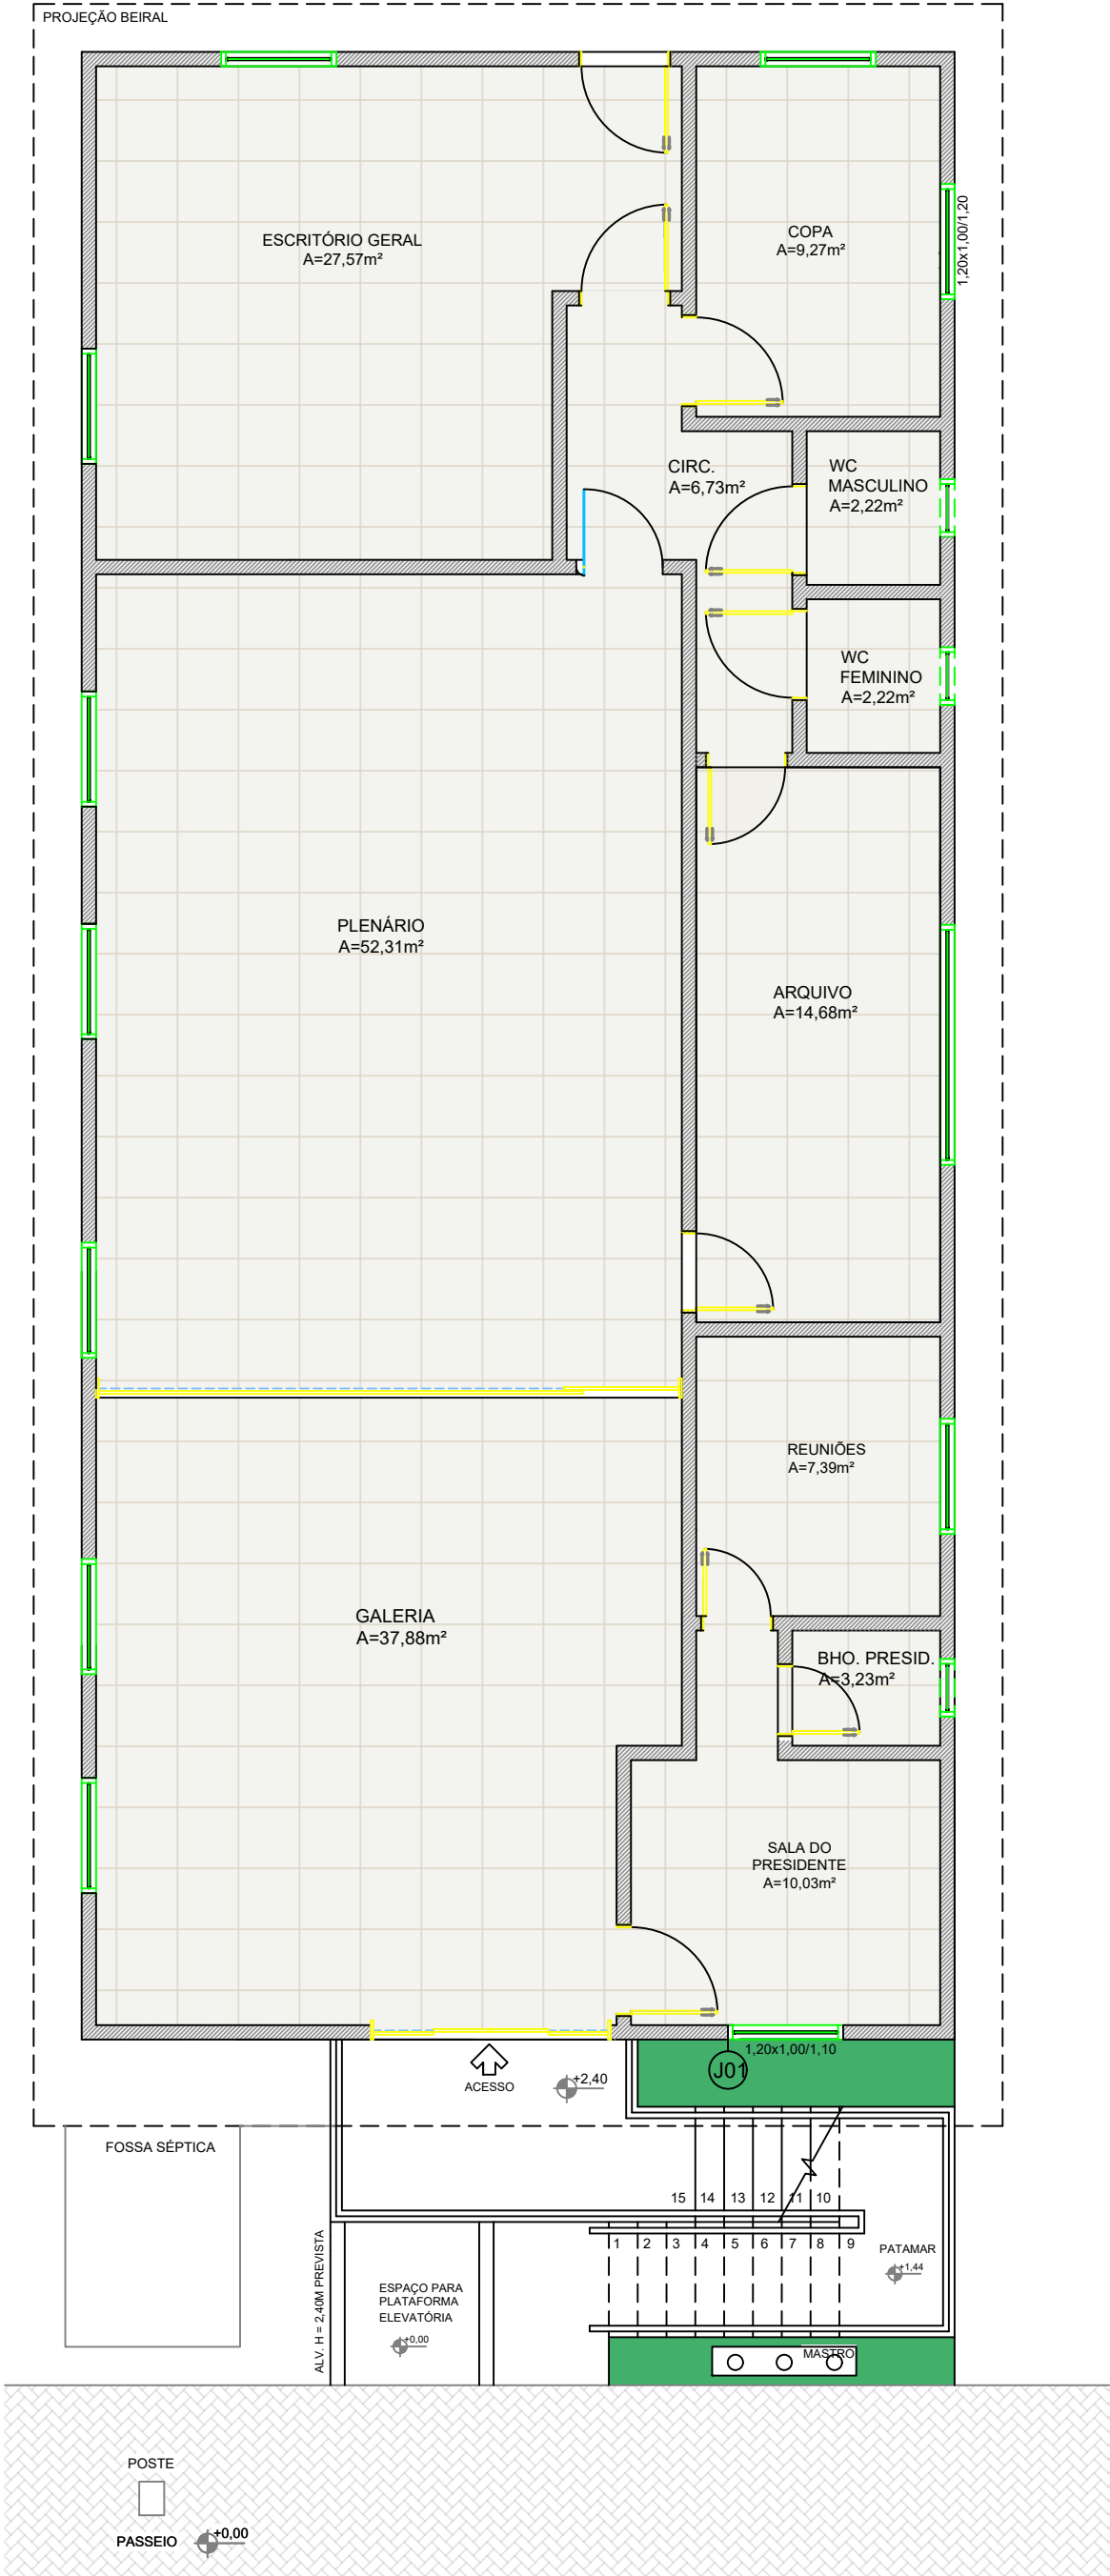 PROJEÇÃO BEIRAL
ESCRITÓRIO GERAL
A=27,57m²
COPA
A=9,27m²
1,20x1,00/1,20
CIRC.
A=6,73m²
WC
MASCULINO
A=2,22m²
WC
FEMININO
A=2,22m²
PLENÁRIO
A=52,31m²
ARQUIVO
A=14,68m²
REUNIÕES
A=7,39m²
GALERIA
A=37,88m²
BHO. PRESID.
A=3,23m²
SALA DO
PRESIDENTE
A=10,03m²
1,20x1,00/1,10
J01
ACESSO
+2,40
FOSSA SÉPTICA
15 14 13 12 11 10
1 2 3 4 5 6 7 8 9
PATAMAR
+1,44
ALV. H = 2,40M PREVISTA
ESPAÇO PARA
PLATAFORMA
ELEVATÓRIA
+0,00
MASTRO
POSTE
PASSEIO
+0,00